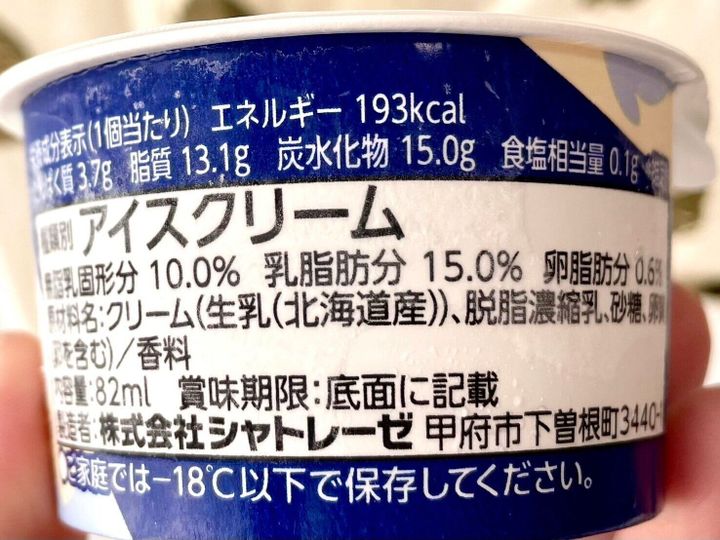 成分表示(1個当たり) エネルギー 193kcal
ぱく質 3.7g 脂質 13.1g 炭水化物 15.0g 食塩相当量 0.1g
種類別 アイスクリーム
無脂乳固形分 10.0% 乳脂肪分 15.0% 卵脂肪分 0.6%
原材料名:クリーム(生乳(北海道産))、脱脂濃縮乳、砂糖、卵黄
卵を含む)/香料
内容量:82ml 賞味期限:底面に記載
製造者:株式会社シャトレーゼ 甲府市下曽根町3440-
ご家庭では-18℃以下で保存してください。